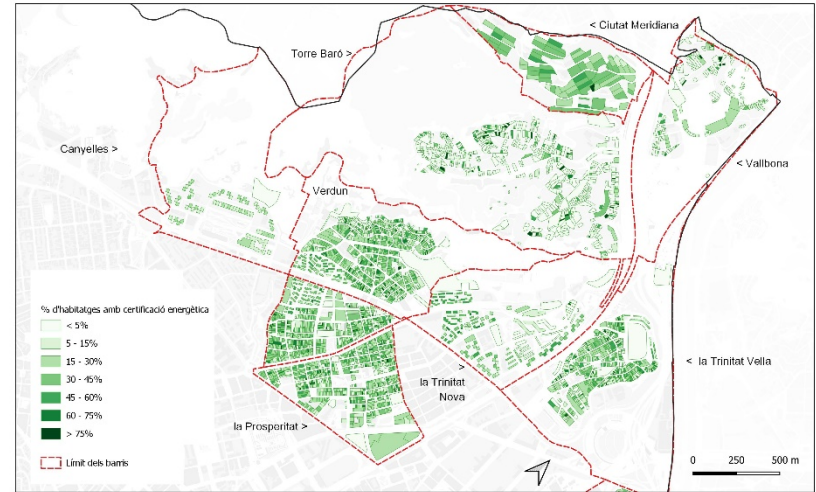 < Ciutat Meridiana
Torre Baró >
Canyelles >
< Vallbona
Verdun
% d'habitatges amb certificació energètica
< 5%
5 - 15%
15 - 30%
30 - 45%
45 - 60%
60 - 75%
> 75%
Límit dels barris
la Prosperitat >
la Trinitat
Nova
< la Trinitat Vella
0 250 500 m